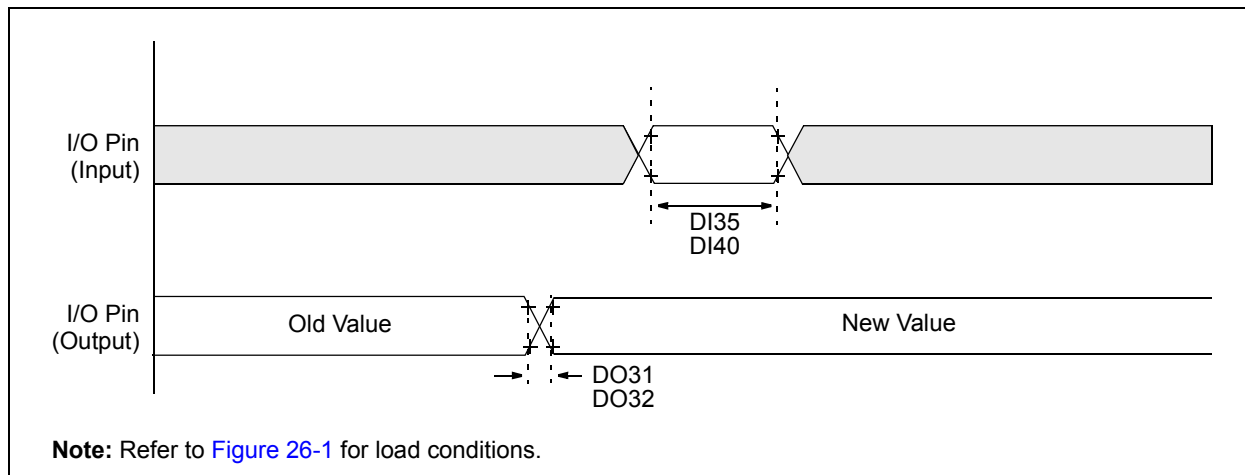 I/O Pin
(Input)
DI35
DI40
I/O Pin
(Output)
Old Value
New Value
DO31
DO32
Note: Refer to Figure 26-1 for load conditions.